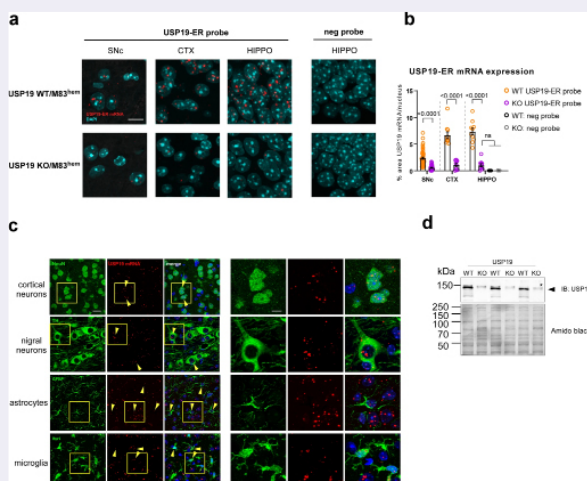 a
USP19-ER probe
neg probe
SNc
CTX
HIPPO
HIPPO
USP19 WT/M83hem
USP19-ER mRNA
DAPI
USP19 KO/M83hem
b
USP19-ER mRNA expression
% area USP19 mRNA/nucleus
15
10
5
0
<0.0001
<0.0001
<0.0001
ns
SNc
CTX
HIPPO
WT: USP19-ER probe
KO: USP19-ER probe
WT: neg probe
KO: neg probe
c
NeuN
USP19 mRNA
merge
cortical
neurons
TH
nigral
neurons
GFAP
astrocytes
Iba1
microglia
d
USP19
kDa
WT KO WT KO WT KO
150
IB: USP1
250
150
100
70
50
Amido blac